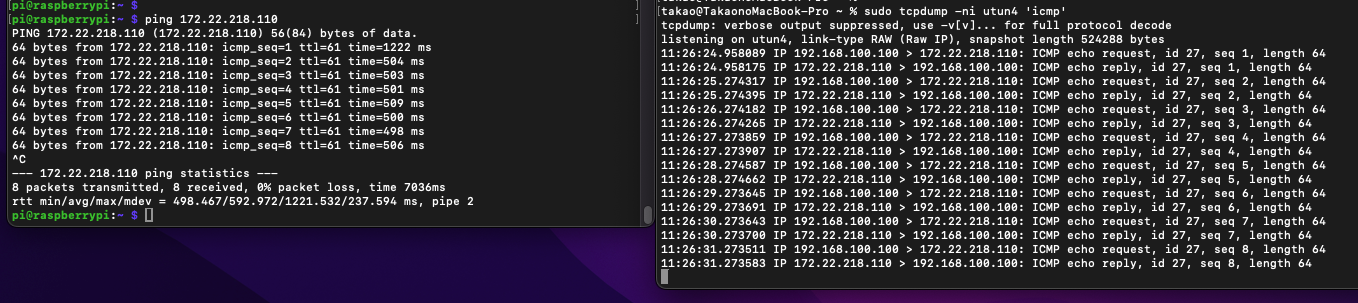 [pi@raspberrypi:~ $
[pi@raspberrypi:~ $ ping 172.22.218.110
PING 172.22.218.110 (172.22.218.110) 56(84) bytes of data.
64 bytes from 172.22.218.110: icmp_seq=1 ttl=61 time=1222 ms
64 bytes from 172.22.218.110: icmp_seq=2 ttl=61 time=504 ms
64 bytes from 172.22.218.110: icmp_seq=3 ttl=61 time=503 ms
64 bytes from 172.22.218.110: icmp_seq=4 ttl=61 time=501 ms
64 bytes from 172.22.218.110: icmp_seq=5 ttl=61 time=509 ms
64 bytes from 172.22.218.110: icmp_seq=6 ttl=61 time=500 ms
64 bytes from 172.22.218.110: icmp_seq=7 ttl=61 time=498 ms
64 bytes from 172.22.218.110: icmp_seq=8 ttl=61 time=506 ms
^C
--- 172.22.218.110 ping statistics ---
8 packets transmitted, 8 received, 0% packet loss, time 7036ms
rtt min/avg/max/mdev = 498.467/592.972/1221.532/237.594 ms, pipe 2
pi@raspberrypi:~ $
takao@TakaonoMacBook-Pro ~ % sudo tcpdump -ni utun4 'icmp'
tcpdump: verbose output suppressed, use -v[v]... for full protocol decode
listening on utun4, link-type RAW (Raw IP), snapshot length 524288 bytes
11:26:24.958089 IP 192.168.100.100 > 172.22.218.110: ICMP echo request, id 27, seq 1, length 64
11:26:24.958175 IP 172.22.218.110 > 192.168.100.100: ICMP echo reply, id 27, seq 1, length 64
11:26:25.274317 IP 192.168.100.100 > 172.22.218.110: ICMP echo request, id 27, seq 2, length 64
11:26:25.274395 IP 172.22.218.110 > 192.168.100.100: ICMP echo reply, id 27, seq 2, length 64
11:26:26.274182 IP 192.168.100.100 > 172.22.218.110: ICMP echo request, id 27, seq 3, length 64
11:26:26.274265 IP 172.22.218.110 > 192.168.100.100: ICMP echo reply, id 27, seq 3, length 64
11:26:27.273859 IP 192.168.100.100 > 172.22.218.110: ICMP echo request, id 27, seq 4, length 64
11:26:27.273907 IP 172.22.218.110 > 192.168.100.100: ICMP echo reply, id 27, seq 4, length 64
11:26:28.274587 IP 192.168.100.100 > 172.22.218.110: ICMP echo request, id 27, seq 5, length 64
11:26:28.274662 IP 172.22.218.110 > 192.168.100.100: ICMP echo reply, id 27, seq 5, length 64
11:26:29.273645 IP 192.168.100.100 > 172.22.218.110: ICMP echo request, id 27, seq 6, length 64
11:26:29.273691 IP 172.22.218.110 > 192.168.100.100: ICMP echo reply, id 27, seq 6, length 64
11:26:30.273643 IP 192.168.100.100 > 172.22.218.110: ICMP echo request, id 27, seq 7, length 64
11:26:30.273700 IP 172.22.218.110 > 192.168.100.100: ICMP echo reply, id 27, seq 7, length 64
11:26:31.273511 IP 192.168.100.100 > 172.22.218.110: ICMP echo request, id 27, seq 8, length 64
11:26:31.273583 IP 172.22.218.110 > 192.168.100.100: ICMP echo reply, id 27, seq 8, length 64